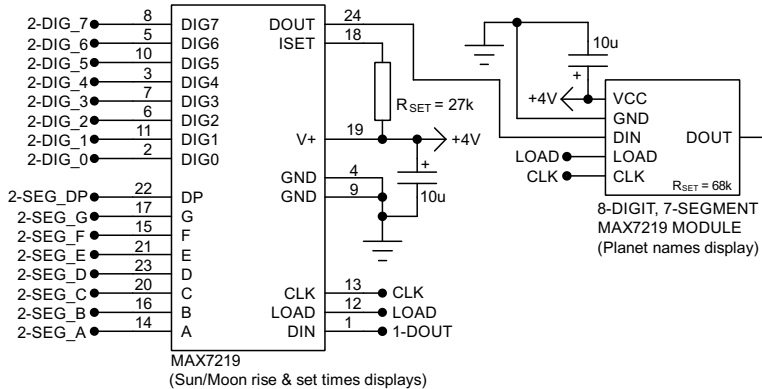 2-DIG_7 8 DIG7 DOUT 24
2-DIG_6 5 DIG6 ISET 18
2-DIG_5 10 DIG5
2-DIG_4 3 DIG4
2-DIG_3 7 DIG3
2-DIG_2 6 DIG2
2-DIG_1 11 DIG1 V+ 19 +4V
2-DIG_0 2 DIG0
RSET = 27k
GND 4
GND 9
+
10u
2-SEG_DP 22 DP
2-SEG_G 17 G
2-SEG_F 15 F
2-SEG_E 21 E
2-SEG_D 23 D
2-SEG_C 20 C CLK 13 CLK
2-SEG_B 16 B LOAD 12 LOAD
2-SEG_A 14 A DIN 1 1-DOUT
MAX7219
(Sun/Moon rise & set times displays)
10u
+
+4V VCC
GND
DIN DOUT
LOAD LOAD
CLK CLK
RSET = 68k
8-DIGIT, 7-SEGMENT
MAX7219 MODULE
(Planet names display)